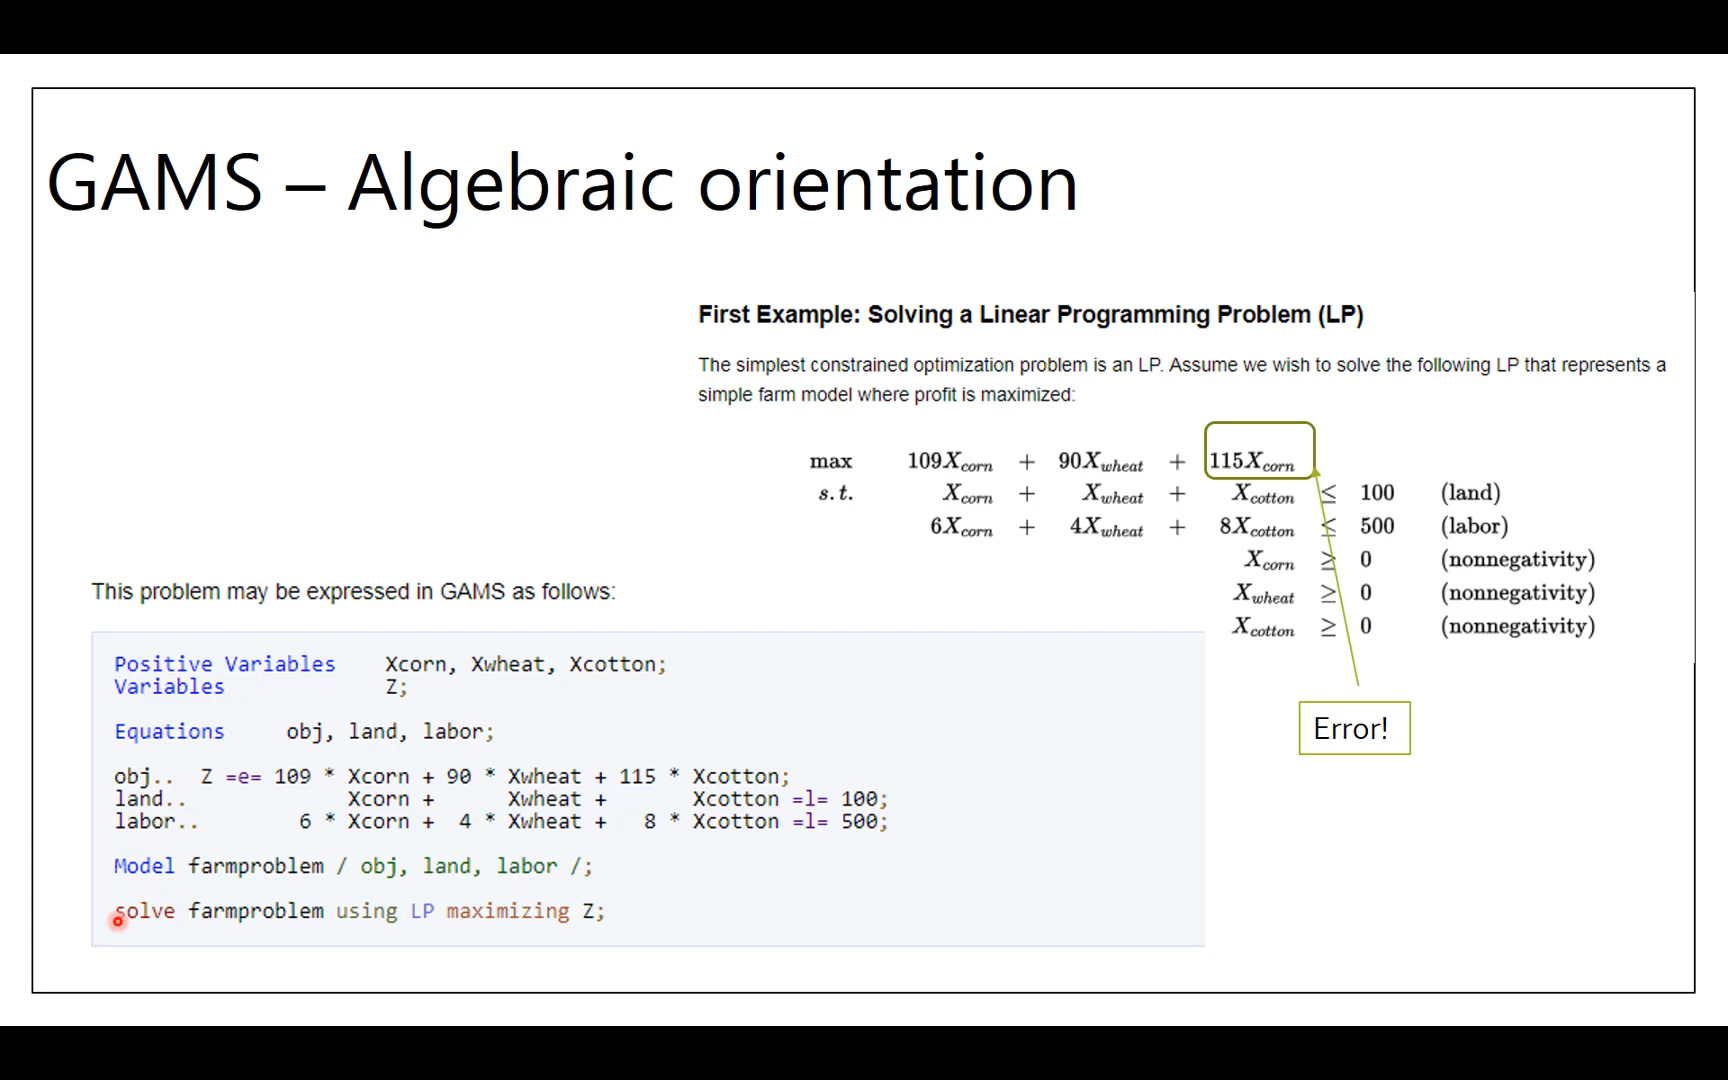 GAMS – Algebraic orientation
First Example: Solving a Linear Programming Problem (LP)
The simplest constrained optimization problem is an LP. Assume we wish to solve the following LP that represents a
simple farm model where profit is maximized:
max 109X_corn + 90X_wheat + 115X_corn
s.t. X_corn + X_wheat + X_cotton ≤ 100 (land)
6X_corn + 4X_wheat + 8X_cotton ≤ 500 (labor)
X_corn ≥ 0 (nonnegativity)
X_wheat ≥ 0 (nonnegativity)
X_cotton ≥ 0 (nonnegativity)
Error!
This problem may be expressed in GAMS as follows:
Positive Variables Xcorn, Xwheat, Xcotton;
Variables Z;
Equations obj, land, labor;
obj.. Z =e= 109 * Xcorn + 90 * Xwheat + 115 * Xcotton;
land.. Xcorn + Xwheat + Xcotton =l= 100;
labor.. 6 * Xcorn + 4 * Xwheat + 8 * Xcotton =l= 500;
Model farmproblem / obj, land, labor /;
solve farmproblem using LP maximizing Z;